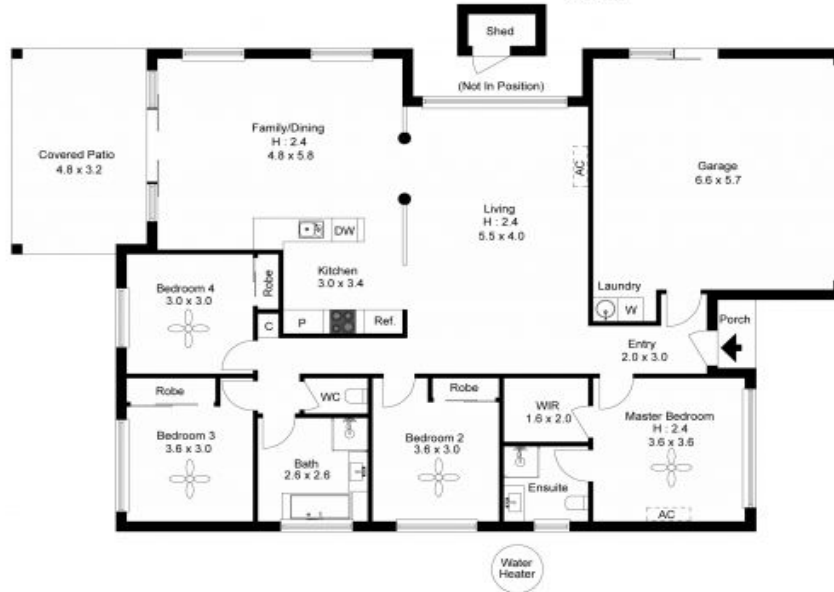 Shed
(Not In Position)
Family/Dining
H : 2.4
4.8 x 5.8
Covered Patio
4.8 x 3.2
AC
Garage
6.6 x 5.7
Living
H : 2.4
5.5 x 4.0
DW
Kitchen
3.0 x 3.4
Bedroom 4
3.0 x 3.0
Robe
Laundry
W
C
P
Ref.
Porch
Entry
2.0 x 3.0
Robe
WC
Robe
WIR
1.6 x 2.0
Master Bedroom
H : 2.4
3.6 x 3.6
Bedroom 3
3.6 x 3.0
Bath
2.6 x 2.6
Bedroom 2
3.6 x 3.0
Ensuite
AC
Water
Heater